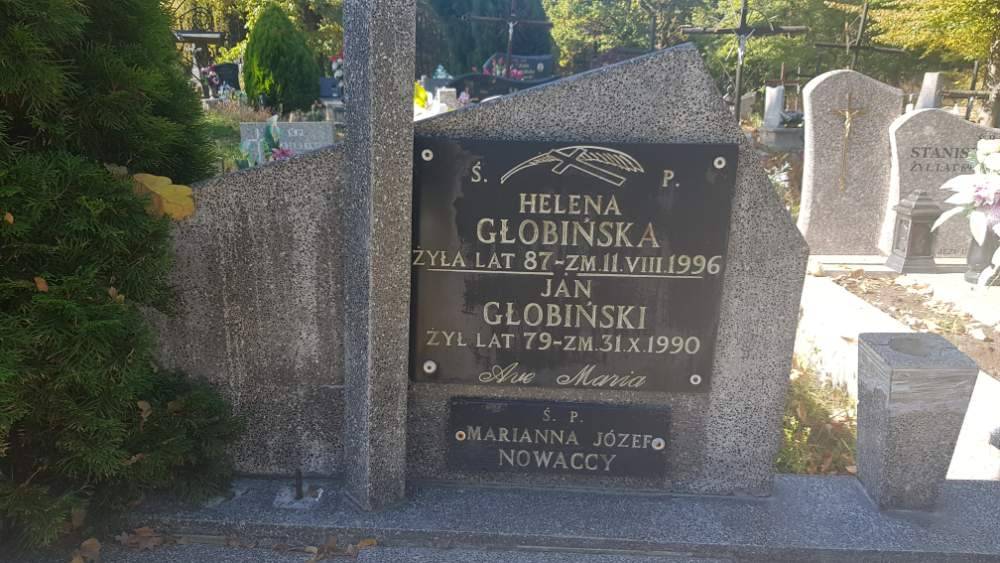 Ś. P.
HELENA
GŁOBIŃSKA
ŻYŁA LAT 87-ZM.11.VIII.1996
JAN
GŁOBIŃSKI
ŻYŁ LAT 79-ZM.31.X.1990
Ave Maria
Ś. P.
MARIANNA JÓZEF
NOWACCY